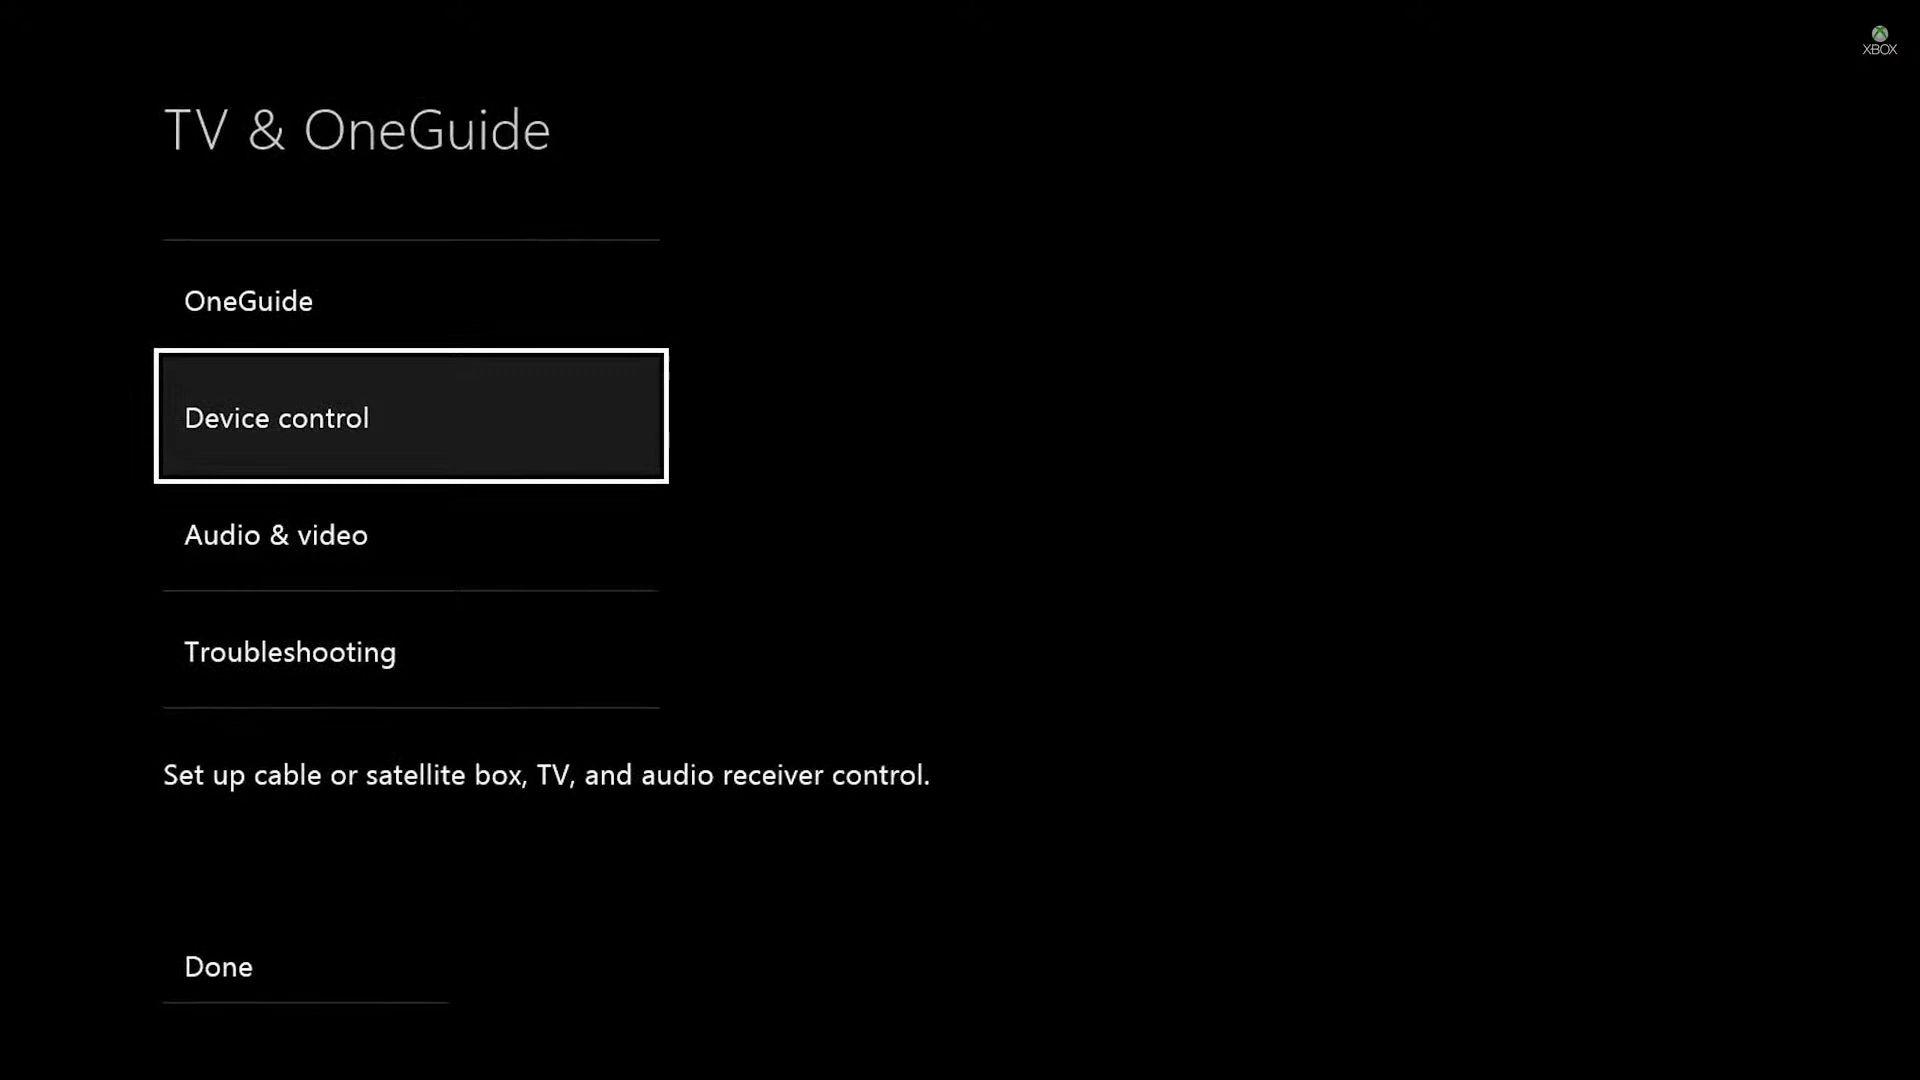 XBOX
TV & OneGuide
OneGuide
Device control
Audio & video
Troubleshooting
Set up cable or satellite box, TV, and audio receiver control.
Done